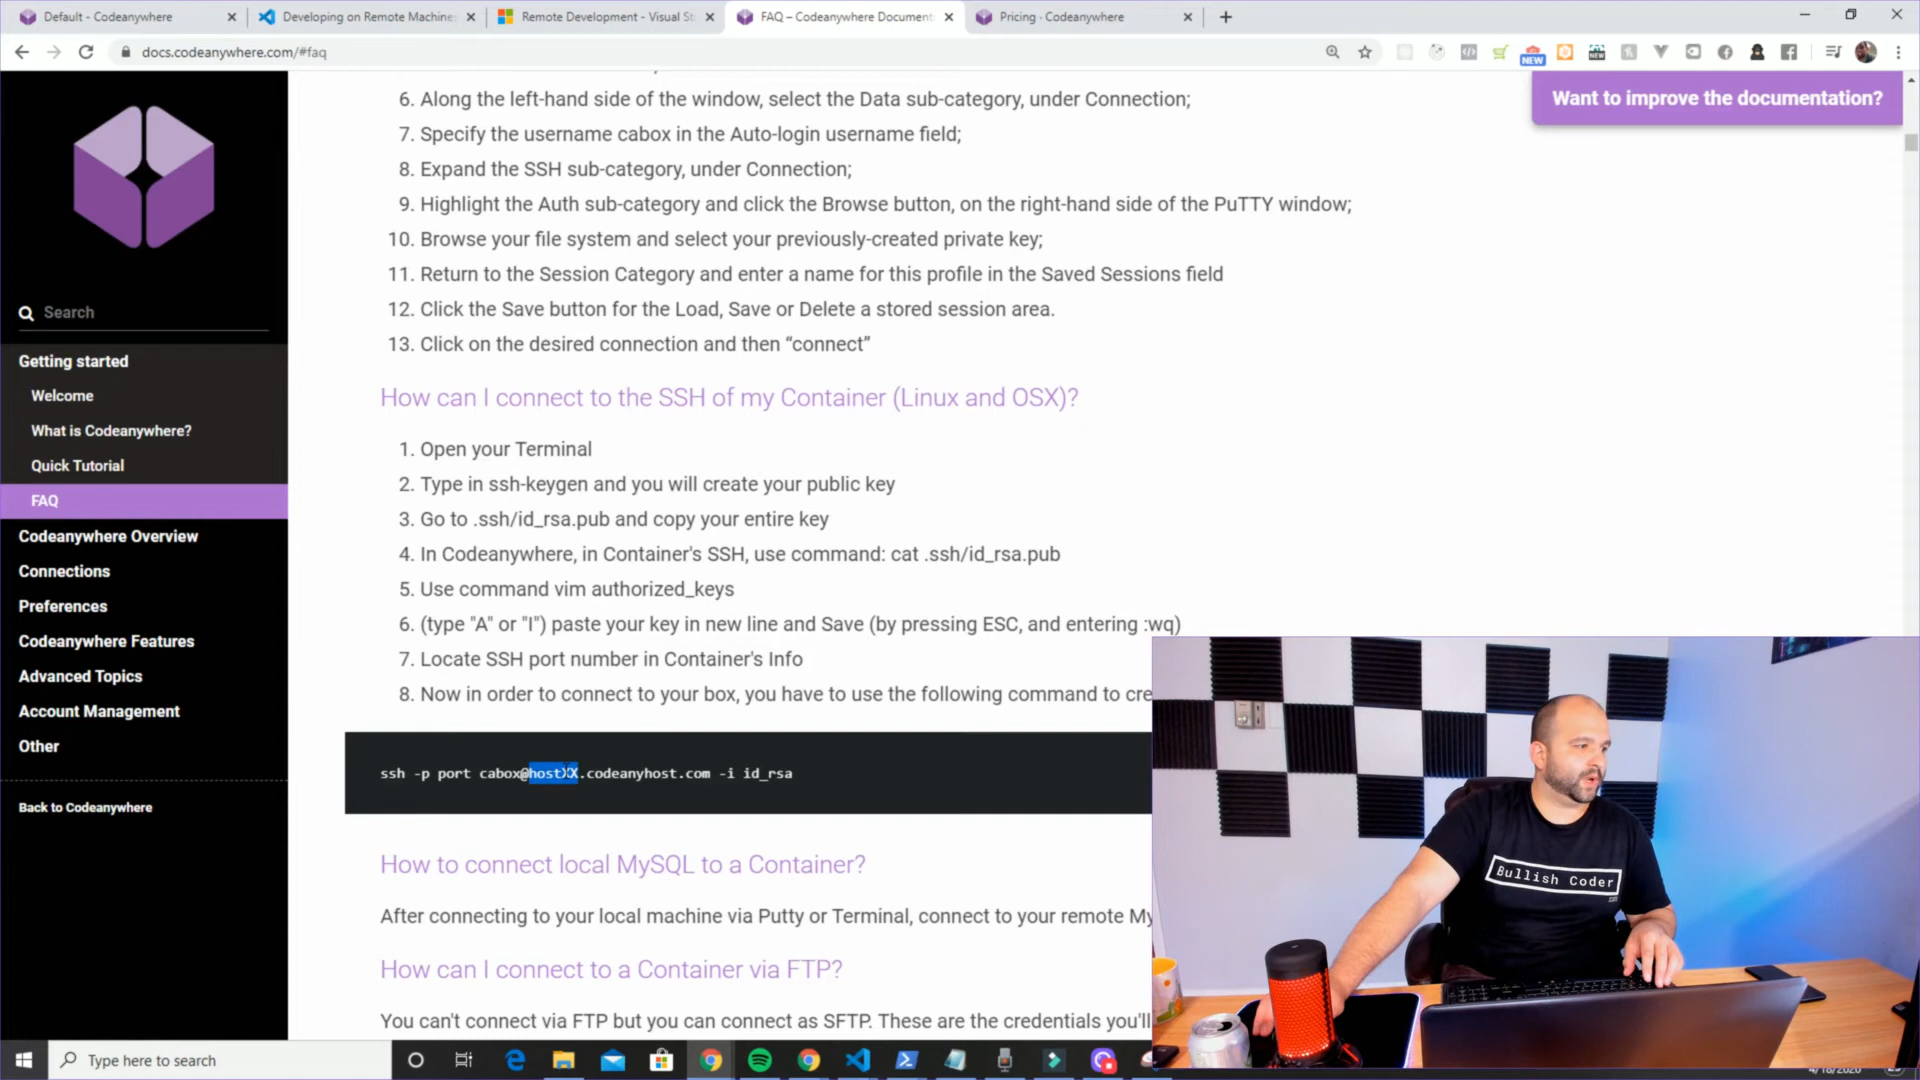 Default - Codeanywhere
Developing on Remote Machine
Remote Development - Visual St
FAQ – Codeanywhere Document
Pricing · Codeanywhere
docs.codeanywhere.com/#faq
NEW
NEW
Want to improve the documentation?
6. Along the left-hand side of the window, select the Data sub-category, under Connection;
7. Specify the username cabox in the Auto-login username field;
8. Expand the SSH sub-category, under Connection;
9. Highlight the Auth sub-category and click the Browse button, on the right-hand side of the PuTTY window;
10. Browse your file system and select your previously-created private key;
11. Return to the Session Category and enter a name for this profile in the Saved Sessions field
12. Click the Save button for the Load, Save or Delete a stored session area.
13. Click on the desired connection and then “connect”
Search
Getting started
Welcome
What is Codeanywhere?
Quick Tutorial
FAQ
Codeanywhere Overview
Connections
Preferences
Codeanywhere Features
Advanced Topics
Account Management
Other
Back to Codeanywhere
How can I connect to the SSH of my Container (Linux and OSX)?
1. Open your Terminal
2. Type in ssh-keygen and you will create your public key
3. Go to .ssh/id_rsa.pub and copy your entire key
4. In Codeanywhere, in Container's SSH, use command: cat .ssh/id_rsa.pub
5. Use command vim authorized_keys
6. (type "A" or "I") paste your key in new line and Save (by pressing ESC, and entering :wq)
7. Locate SSH port number in Container's Info
8. Now in order to connect to your box, you have to use the following command to cre
ssh -p port cabox@hostXX.codeanyhost.com -i id_rsa
How to connect local MySQL to a Container?
After connecting to your local machine via Putty or Terminal, connect to your remote My
How can I connect to a Container via FTP?
You can't connect via FTP but you can connect as SFTP. These are the credentials you'll
Bullish Coder
Type here to search
4/18/2020